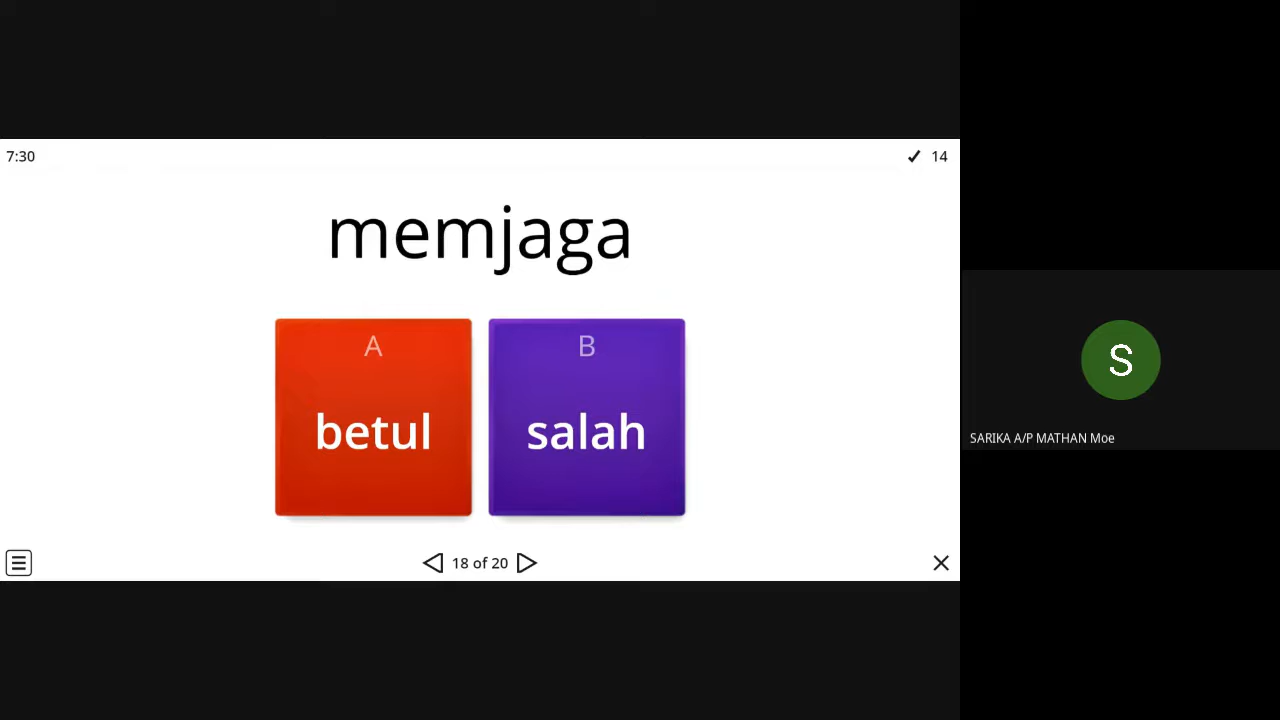 7:30
✓ 14
memjaga
A
betul
B
salah
18 of 20
S
SARIKA A/P MATHAN Moe